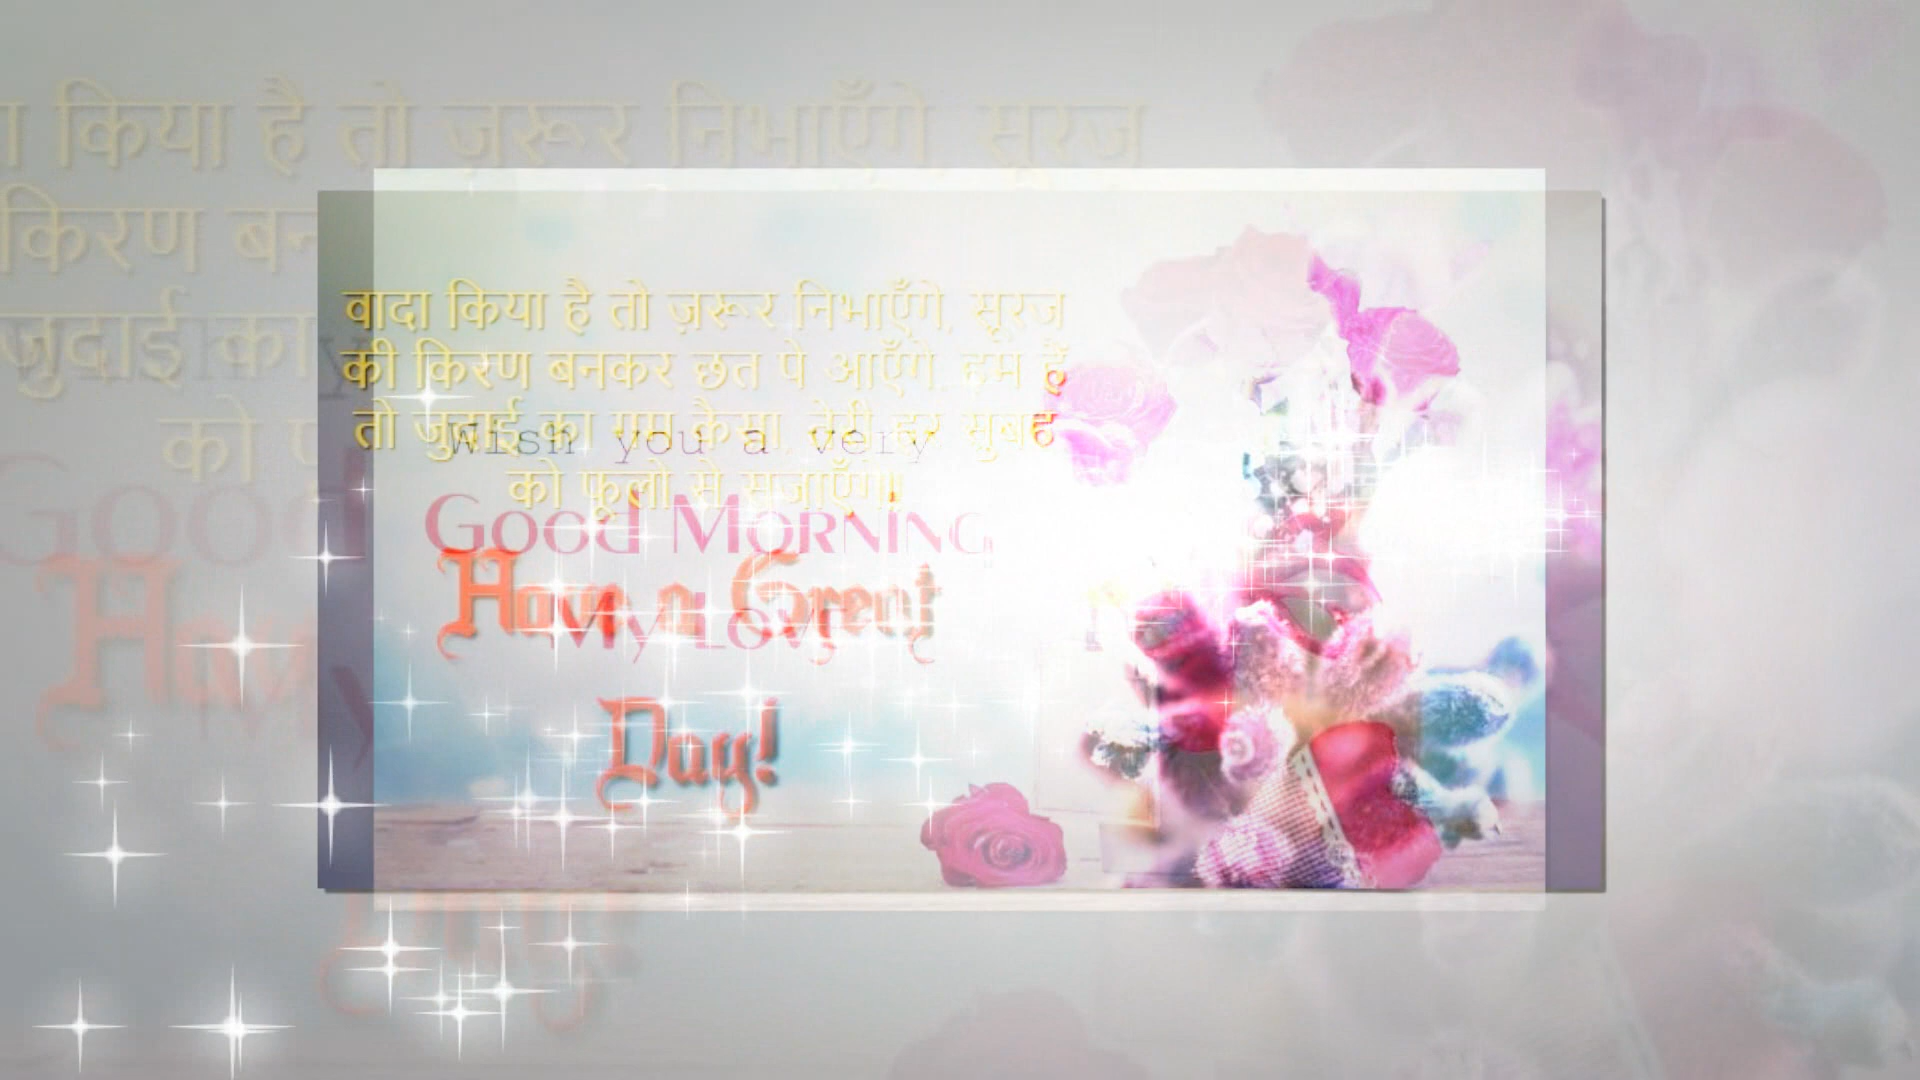 वादा किया है तो ज़रूर निभाएँगे, सूरज
की किरण बनकर छत पे आएँगे, हम हैं
तो जुदाई का ग़म कैसा, तेरी हर सुबह
को फूलो से सजाएँगे॥
Wish you a very
Good Morning
My Love
Have a Great
Day!